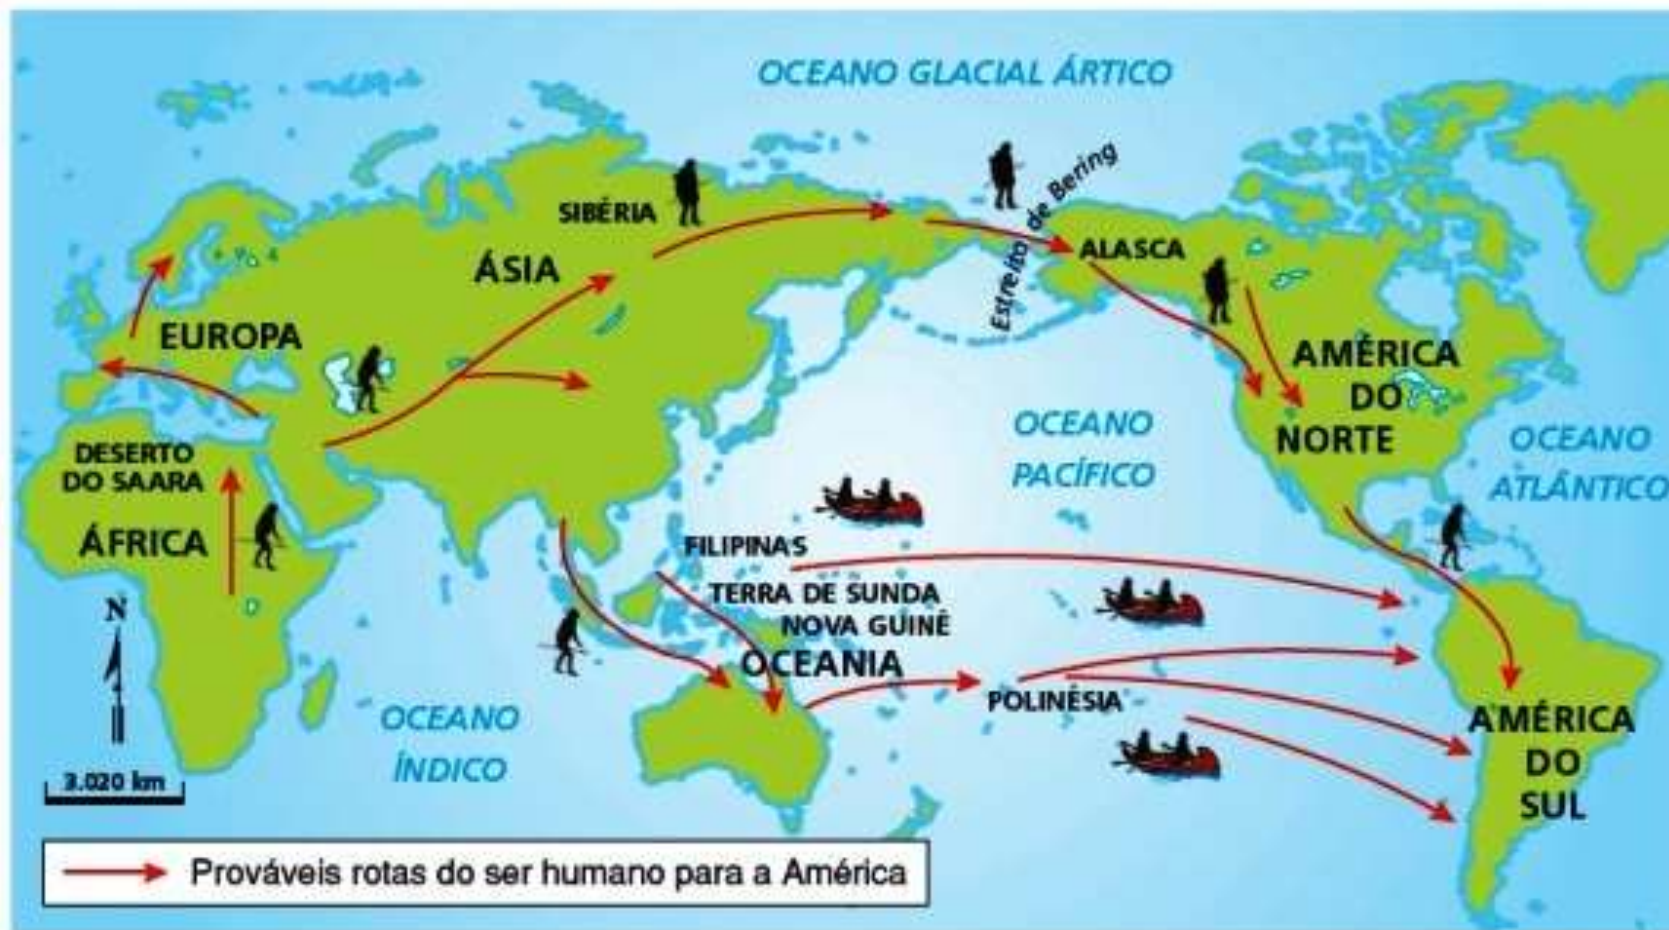 OCEANO GLACIAL ÁRTICO
Estreito de Bering
SIBÉRIA
ALASCA
ÁSIA
EUROPA
AMÉRICA
DO
NORTE
OCEANO
PACÍFICO
OCEANO
ATLÂNTICO
DESERTO
DO SAARA
ÁFRICA
FILIPINAS
TERRA DE SUNDA
NOVA GUINÊ
OCEANIA
N
POLINÉSIA
OCEANO
ÍNDICO
AMÉRICA
DO
SUL
3.020 km
Prováveis rotas do ser humano para a América